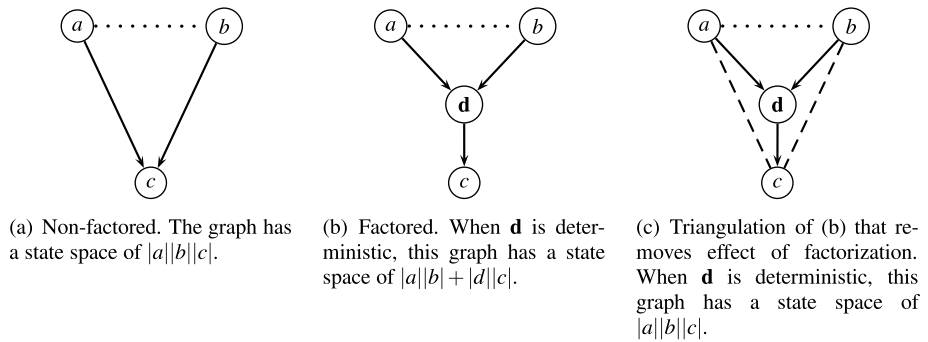 a b
c
(a) Non-factored. The graph has
a state space of |a||b||c|.
a b
d
c
(b) Factored. When d is deter-
ministic, this graph has a state
space of |a||b| + |d||c|.
a b
d
c
(c) Triangulation of (b) that re-
moves effect of factorization.
When d is deterministic, this
graph has a state space of
|a||b||c|.